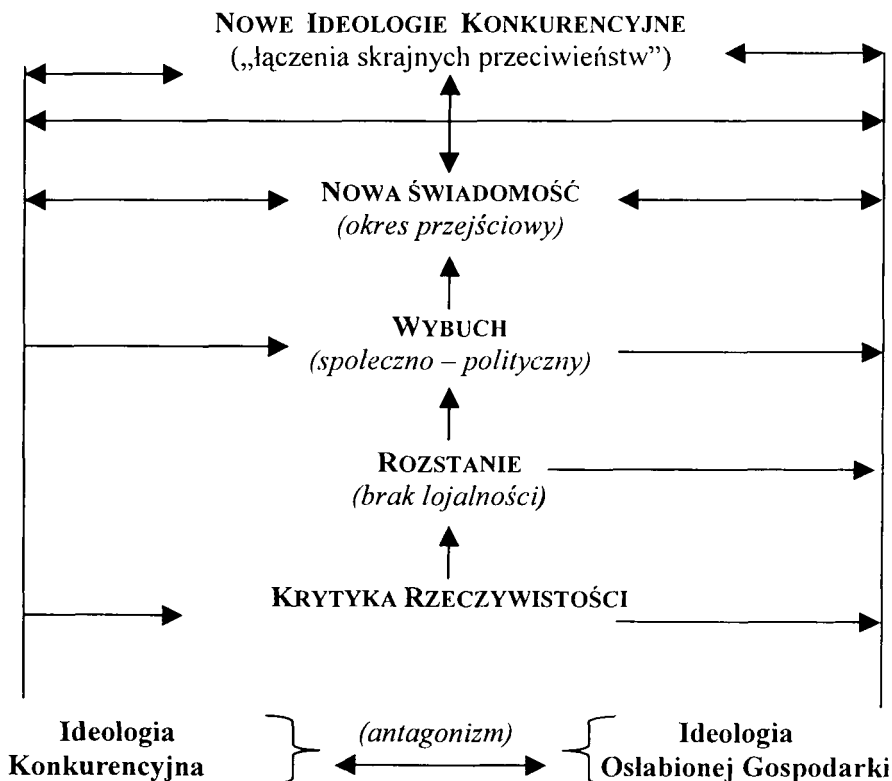 NOWE IDEOLOGIE KONKURENCYJNE
(„łączenia skrajnych przeciwieństw”)
NOWA ŚWIADOMOŚĆ
(okres przejściowy)
WYBUCH
(społeczno – polityczny)
ROZSTANIE
(brak lojalności)
KRYTYKA RZECZYWISTOŚCI
Ideologia
Konkurencyjna
(antagonizm)
Ideologia
Osłabionej Gospodarki